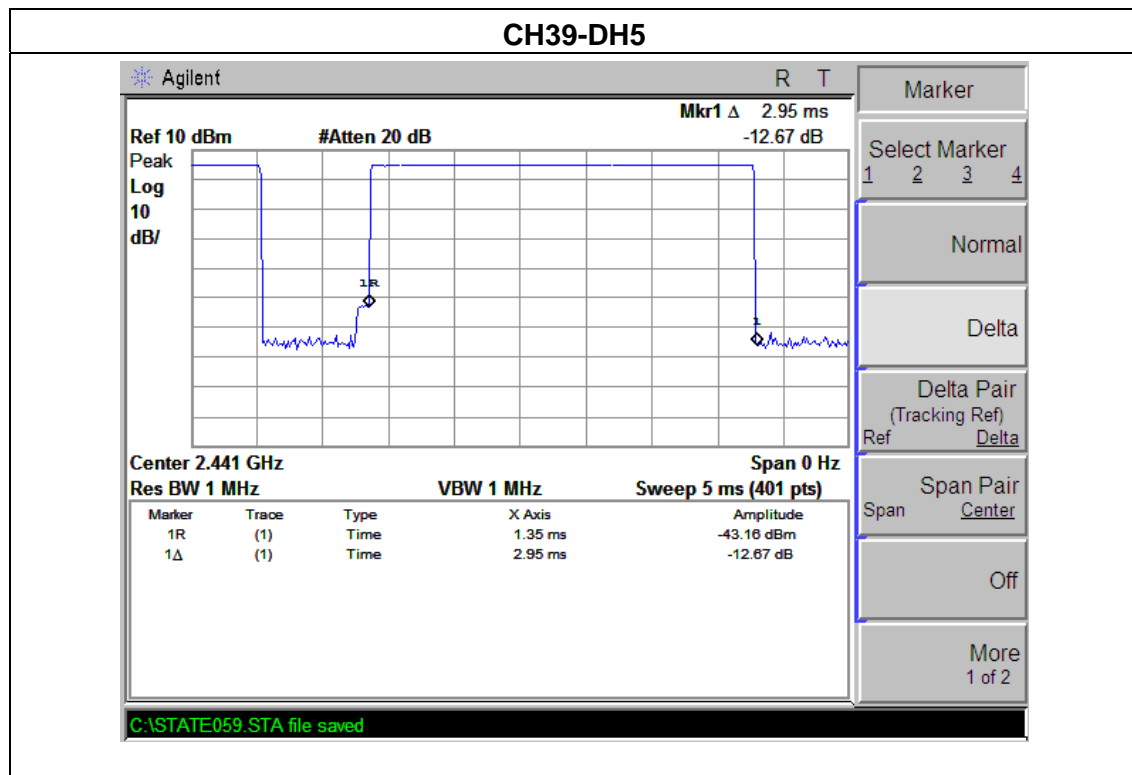 CH39-DH5
Agilent R T
Mkr1 Δ 2.95 ms
Ref 10 dBm #Atten 20 dB -12.67 dB
Peak
Log
10
dB/
1R
1
Center 2.441 GHz Span 0 Hz
Res BW 1 MHz VBW 1 MHz Sweep 5 ms (401 pts)
Marker Trace Type X Axis Amplitude
1R (1) Time 1.35 ms -43.16 dBm
1Δ (1) Time 2.95 ms -12.67 dB
C:\STATE059.STA file saved
Marker
Select Marker
1 2 3 4
Normal
Delta
Delta Pair
(Tracking Ref)
Ref Delta
Span Pair
Span Center
Off
More
1 of 2